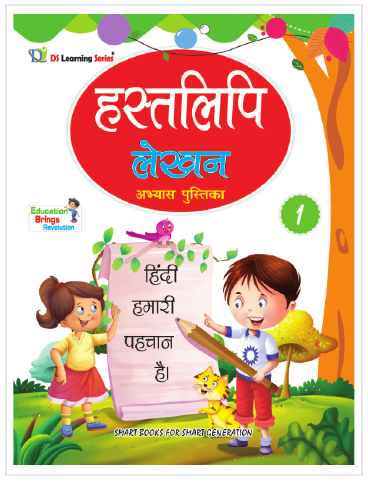 DS Learning Series®
हस्तलिपि
लेखन
अभ्यास पुस्तिका
1
Education
Brings
Revolution
हिंदी
हमारी
पहचान
है।
SMART BOOKS FOR SMART GENERATION